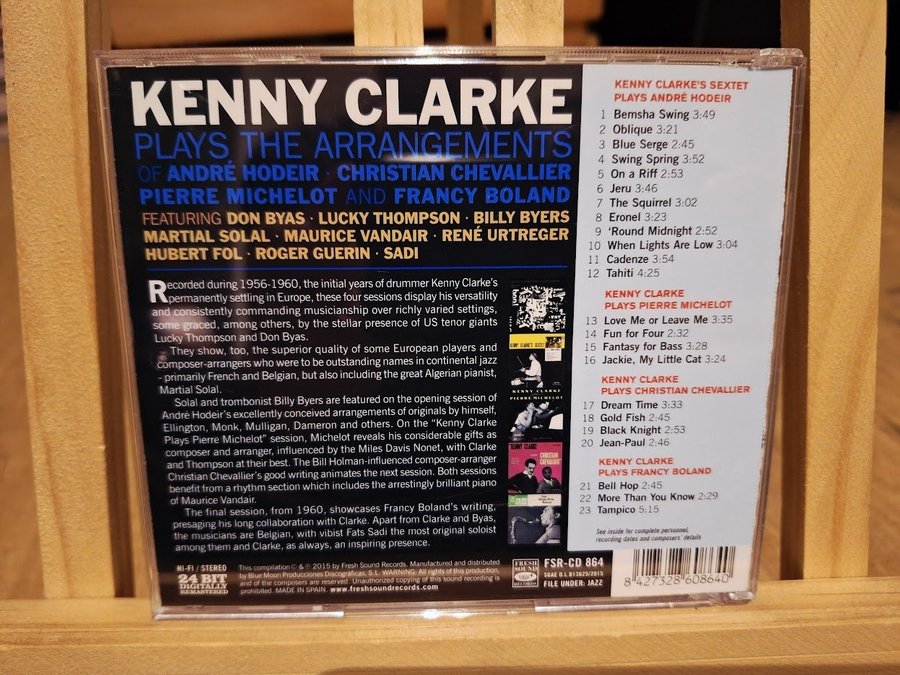 KENNY CLARKE
PLAYS THE ARRANGEMENTS
OF ANDRÉ HODEIR · CHRISTIAN CHEVALLIER
PIERRE MICHELOT AND FRANCY BOLAND
FEATURING DON BYAS · LUCKY THOMPSON · BILLY BYERS
MARTIAL SOLAL · MAURICE VANDAIR · RENÉ URTREGER
HUBERT FOL · ROGER GUERIN · SADI
Recorded during 1956-1960, the initial years of drummer Kenny Clarke's
permanently settling in Europe, these four sessions display his versatility
and consistently commanding musicianship over richly varied settings,
some graced, among others, by the stellar presence of US tenor giants
Lucky Thompson and Don Byas.
They show, too, the superior quality of some European players and
composer-arrangers who were to be outstanding names in continental jazz
- primarily French and Belgian, but also including the great Algerian pianist,
Martial Solal.
Solal and trombonist Billy Byers are featured on the opening session of
André Hodeir's excellently conceived arrangements of originals by himself,
Ellington, Monk, Mulligan, Dameron and others. On the "Kenny Clarke
Plays Pierre Michelot" session, Michelot reveals his considerable gifts as
composer and arranger, influenced by the Miles Davis Nonet, with Clarke
and Thompson at their best. The Bill Holman-influenced composer-arranger
Christian Chevallier's good writing animates the next session. Both sessions
benefit from a rhythm section which includes the arrestingly brilliant piano
of Maurice Vandair.
The final session, from 1960, showcases Francy Boland's writing,
presaging his long collaboration with Clarke. Apart from Clarke and Byas,
the musicians are Belgian, with vibist Fats Sadi the most original soloist
among them and Clarke, as always, an inspiring presence.
KENNY CLARKE'S SEXTET
KENNY CLARKE
PIERRE MICHELOT
KENNY CLARKE
CHRISTIAN CHEVALLIER
HI-FI / STEREO
24 BIT
DIGITALLY
REMASTERED
This compilation © & ℗ 2015 by Fresh Sound Records. Manufactured and distributed
by Blue Moon Producciones Discográficas, S.L. WARNING: All rights of this production,
and of the composers are reserved. Unauthorized copying of this sound recording is
prohibited. MADE IN SPAIN. www.freshsoundrecords.com
FRESH
SOUND
RECORDS
FSR-CD 864
SGAE D.L.B13029/2015
FILE UNDER: JAZZ
KENNY CLARKE'S SEXTET
PLAYS ANDRÉ HODEIR
1 Bemsha Swing 3:49
2 Oblique 3:21
3 Blue Serge 2:45
4 Swing Spring 3:52
5 On a Riff 2:53
6 Jeru 3:46
7 The Squirrel 3:02
8 Eronel 3:23
9 'Round Midnight 2:52
10 When Lights Are Low 3:04
11 Cadenze 3:54
12 Tahiti 4:25
KENNY CLARKE
PLAYS PIERRE MICHELOT
13 Love Me or Leave Me 3:35
14 Fun for Four 2:32
15 Fantasy for Bass 3:28
16 Jackie, My Little Cat 3:24
KENNY CLARKE
PLAYS CHRISTIAN CHEVALLIER
17 Dream Time 3:33
18 Gold Fish 2:45
19 Black Knight 2:53
20 Jean-Paul 2:46
KENNY CLARKE
PLAYS FRANCY BOLAND
21 Bell Hop 2:45
22 More Than You Know 2:29
23 Tampico 5:15
See inside for complete personnel,
recording dates and composers' details
8 427328 608640